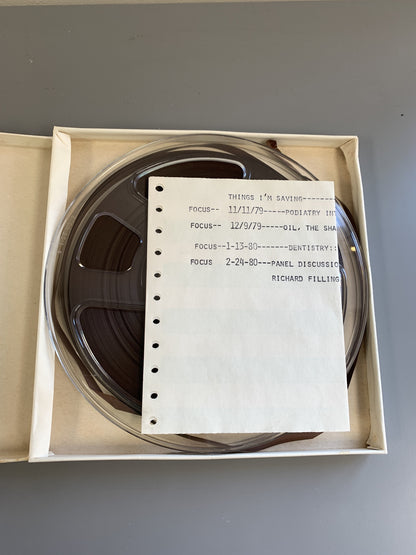 THINGS I'M SAVING--------
FOCUS-- 11/11/79-----PODIATRY INT
FOCUS-- 12/9/79-----OIL, THE SHA
FOCUS--1-13-80-------DENTISTRY::
FOCUS 2-24-80---PANEL DISCUSSIO
RICHARD FILLING